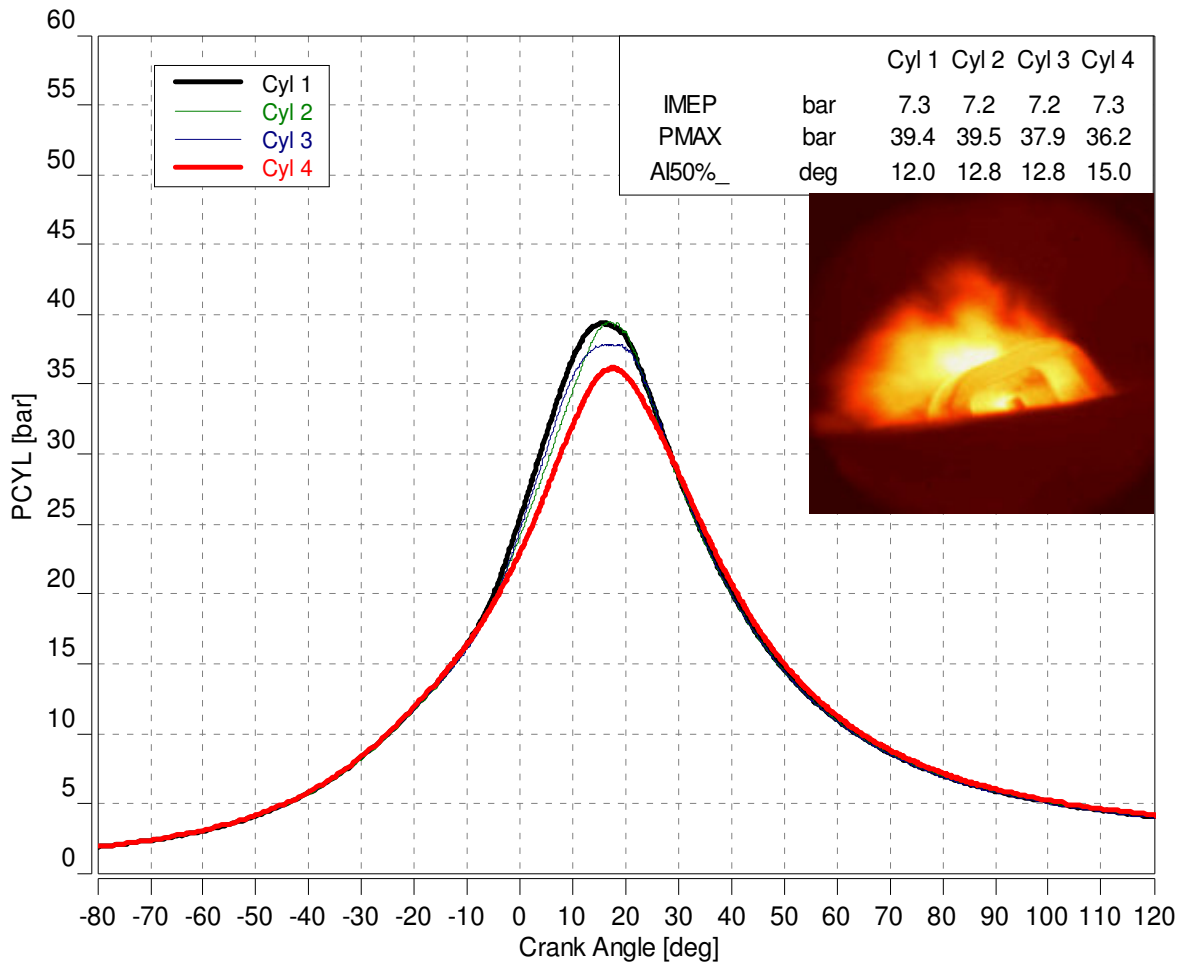 60
55
50
45
40
35
30
25
20
15
10
5
0
PCYL [bar]
Cyl 1
Cyl 2
Cyl 3
Cyl 4
Cyl 1 Cyl 2 Cyl 3 Cyl 4
IMEP bar 7.3 7.2 7.2 7.3
PMAX bar 39.4 39.5 37.9 36.2
AI50%_ deg 12.0 12.8 12.8 15.0
-80 -70 -60 -50 -40 -30 -20 -10 0 10 20 30 40 50 60 70 80 90 100 110 120
Crank Angle [deg]